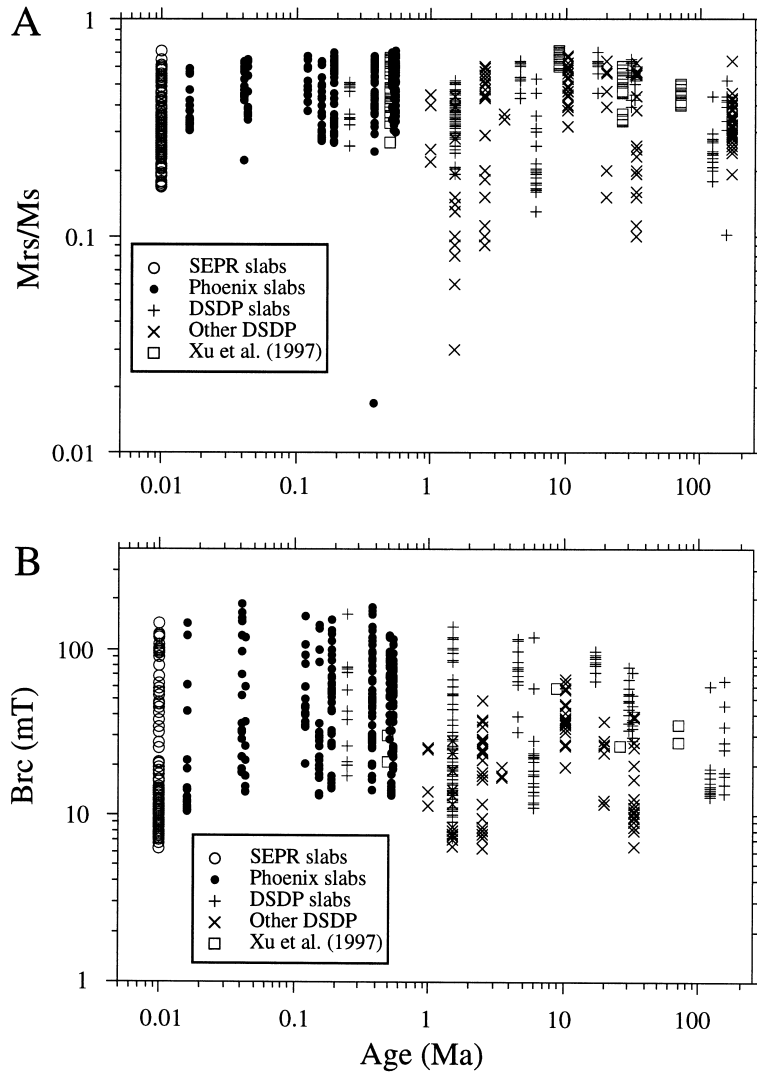 A
1
0.1
0.01
Mrs/Ms
SEPR slabs
Phoenix slabs
DSDP slabs
Other DSDP
Xu et al. (1997)
0.01 0.1 1 10 100
B
100
10
1
Brc (mT)
SEPR slabs
Phoenix slabs
DSDP slabs
Other DSDP
Xu et al. (1997)
0.01 0.1 1 10 100
Age (Ma)